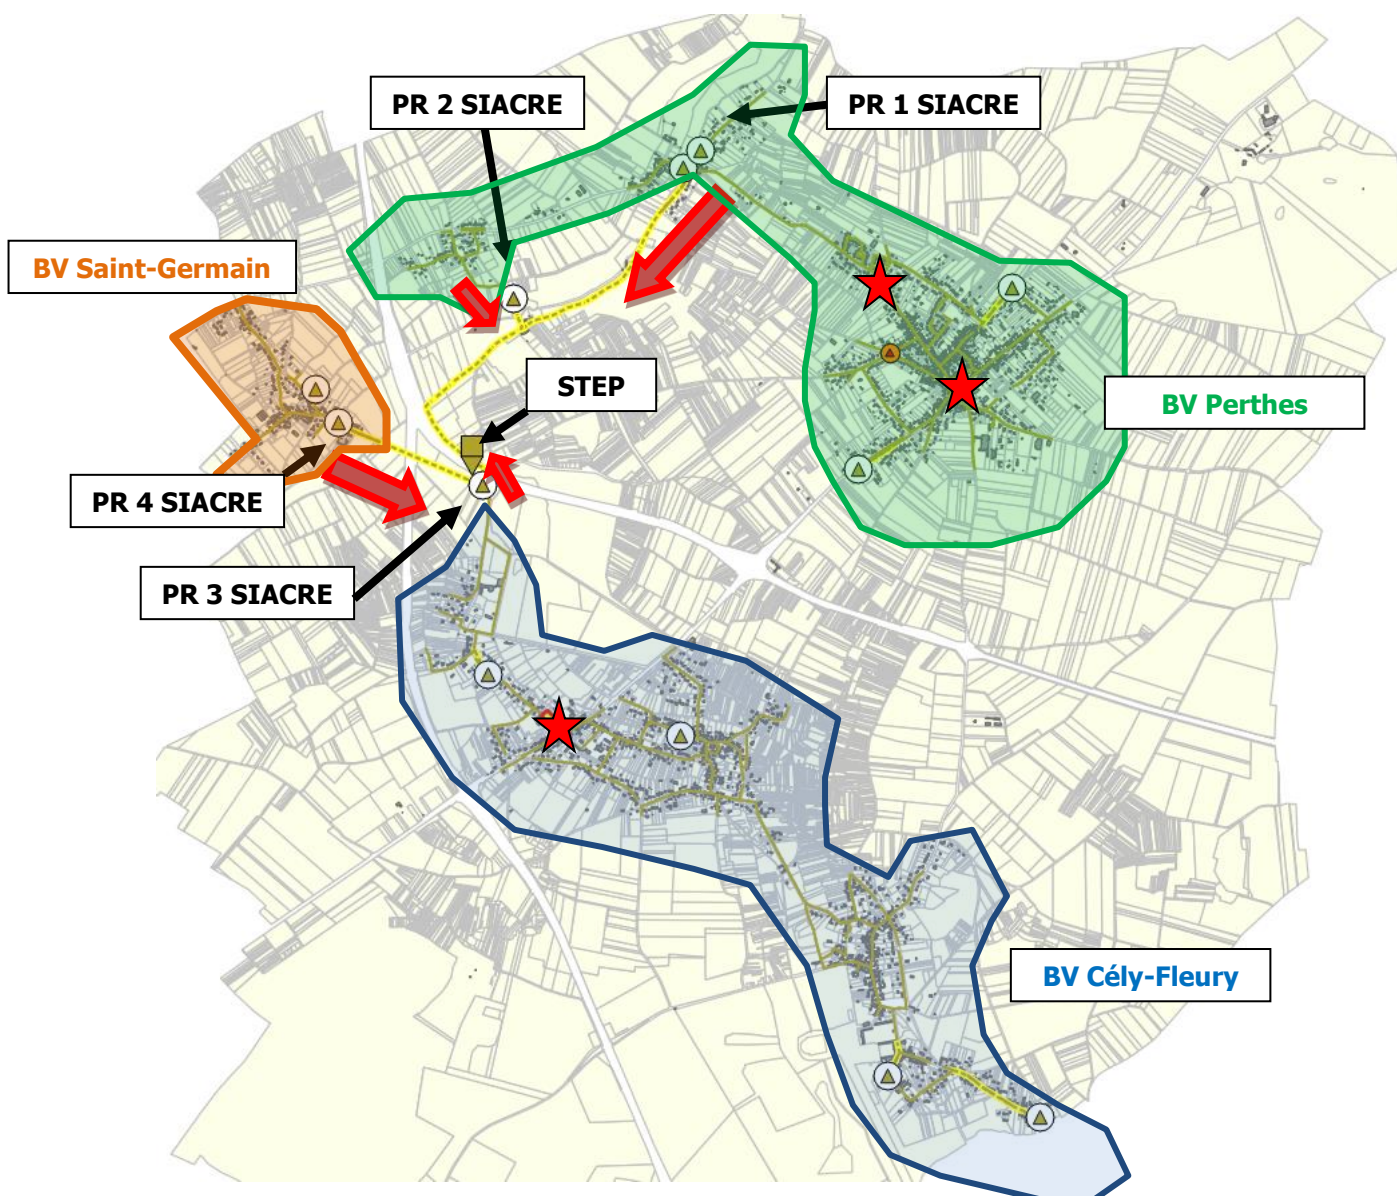 PR 2 SIACRE
PR 1 SIACRE
BV Saint-Germain
STEP
BV Perthes
PR 4 SIACRE
PR 3 SIACRE
BV Cély-Fleury